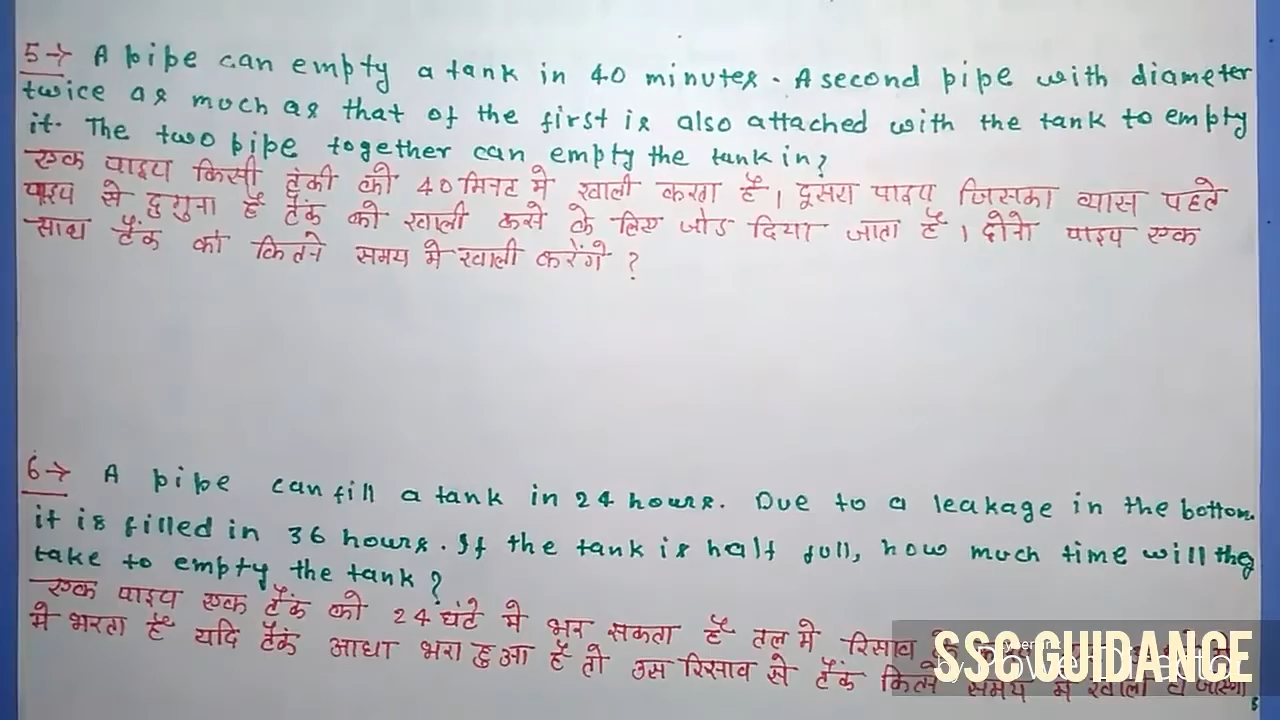 5→ A pipe can empty a tank in 40 minutes. A second pipe with diameter
twice as much as that of the first is also attached with the tank to empty
it. The two pipe together can empty the tank in?
एक पाइप किसी टंकी को 40 मिनट मे खाली करता है। दूसरा पाइप जिसका व्यास पहले
पाइप से दुगुना है टैंक को खाली करने के लिए जोड दिया जाता है। दोनो पाइप एक
साथ टैंक को कितने समय मे खाली करेंगे ?
6→ A pipe can fill a tank in 24 hours. Due to a leakage in the bottom.
it is filled in 36 hours. If the tank is half full, how much time will they
take to empty the tank?
एक पाइप एक टैंक को 24 घंटे मे भर सकता है तल मे रिसाव के
मे भरता है यदि टैंक आधा भरा हुआ है तो उस रिसाव से टैंक कितने समय मे खाली हो जाएगा
SSC GUIDANCE
by PowerDirector